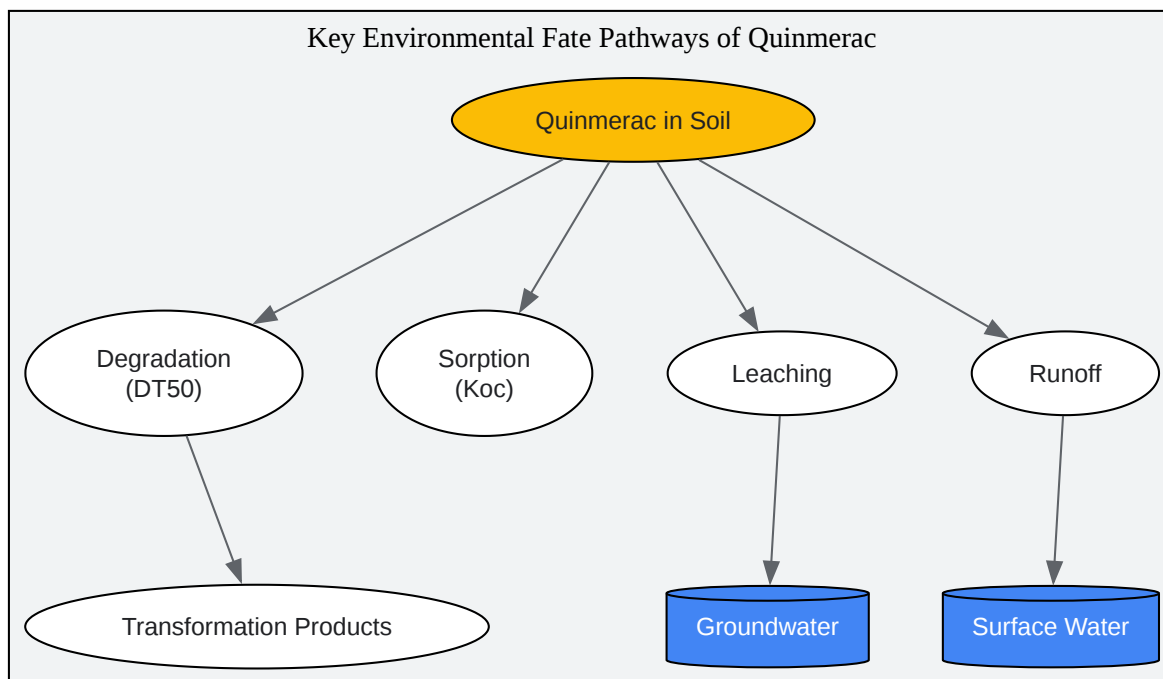 Key Environmental Fate Pathways of Quinmerac
Quinmerac in Soil
Degradation
(DT50)
Sorption
(Koc)
Leaching
Runoff
Transformation Products
Groundwater
Surface Water